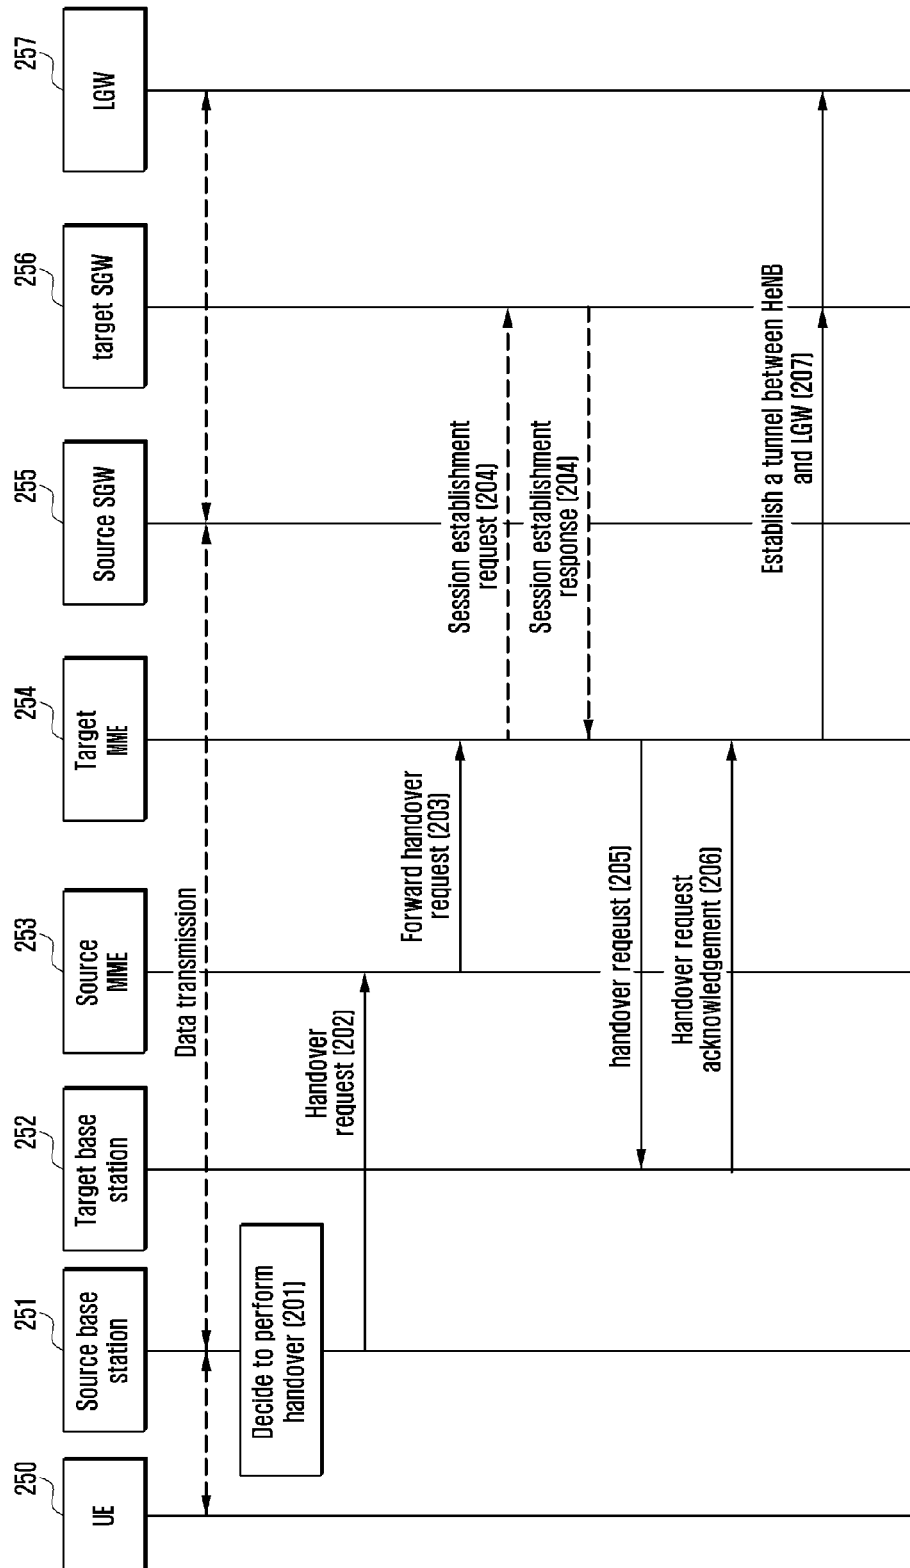 250
251
252
253
254
255
256
257
UE
Source base
station
Target base
station
Source
MME
Target
MME
Source SGW
target SGW
LGW
Data transmission
Decide to perform
handover (201)
Handover
request (202)
Forward handover
request (203)
Session establishment
request (204)
Session establishment
response (204)
handover reqeust (205)
Handover request
acknowledgement (206)
Establish a tunnel between HeNB
and LGW (207)